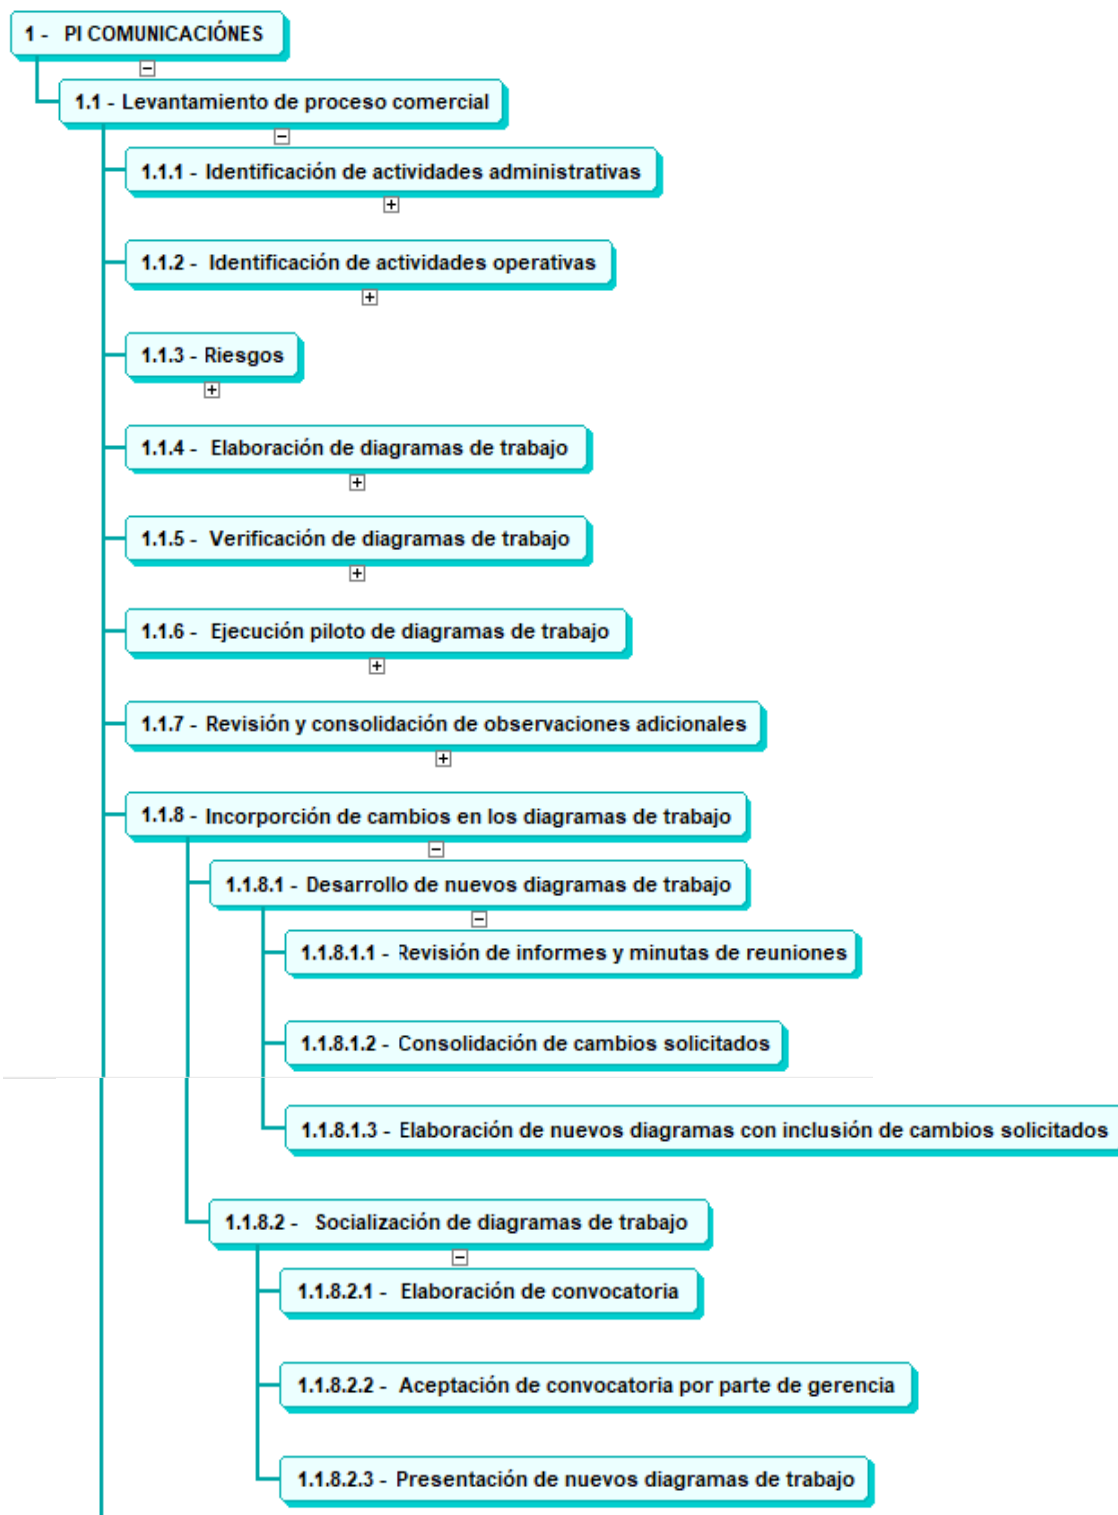 1 - PI COMUNICACIÓNES
1.1 - Levantamiento de proceso comercial
1.1.1 - Identificación de actividades administrativas
1.1.2 - Identificación de actividades operativas
1.1.3 - Riesgos
1.1.4 - Elaboración de diagramas de trabajo
1.1.5 - Verificación de diagramas de trabajo
1.1.6 - Ejecución piloto de diagramas de trabajo
1.1.7 - Revisión y consolidación de observaciones adicionales
1.1.8 - Incorporción de cambios en los diagramas de trabajo
1.1.8.1 - Desarrollo de nuevos diagramas de trabajo
1.1.8.1.1 - Revisión de informes y minutas de reuniones
1.1.8.1.2 - Consolidación de cambios solicitados
1.1.8.1.3 - Elaboración de nuevos diagramas con inclusión de cambios solicitados
1.1.8.2 - Socialización de diagramas de trabajo
1.1.8.2.1 - Elaboración de convocatoria
1.1.8.2.2 - Aceptación de convocatoria por parte de gerencia
1.1.8.2.3 - Presentación de nuevos diagramas de trabajo